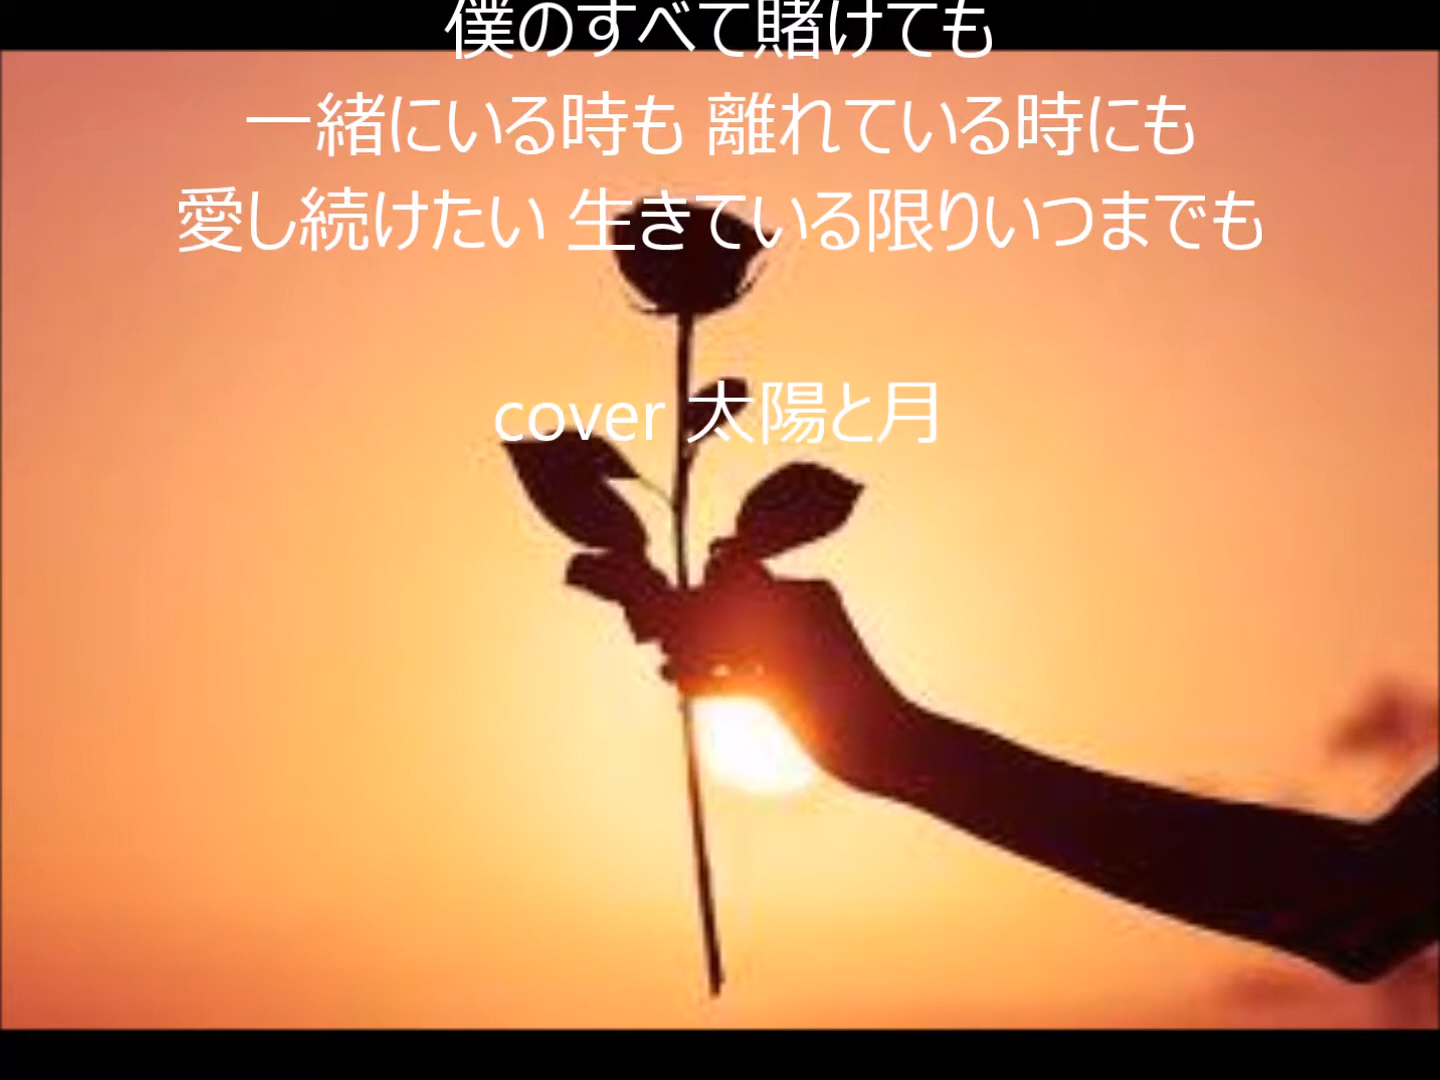 僕のすべて賭けても
一緒にいる時も 離れている時にも
愛し続けたい 生きている限りいつまでも
cover 太陽と月